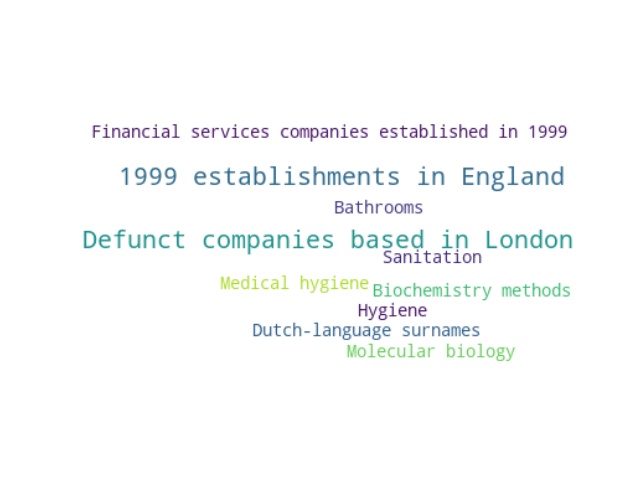 Financial services companies established in 1999
1999 establishments in England
Bathrooms
Defunct companies based in London
Sanitation
Medical hygiene
Biochemistry methods
Hygiene
Dutch-language surnames
Molecular biology